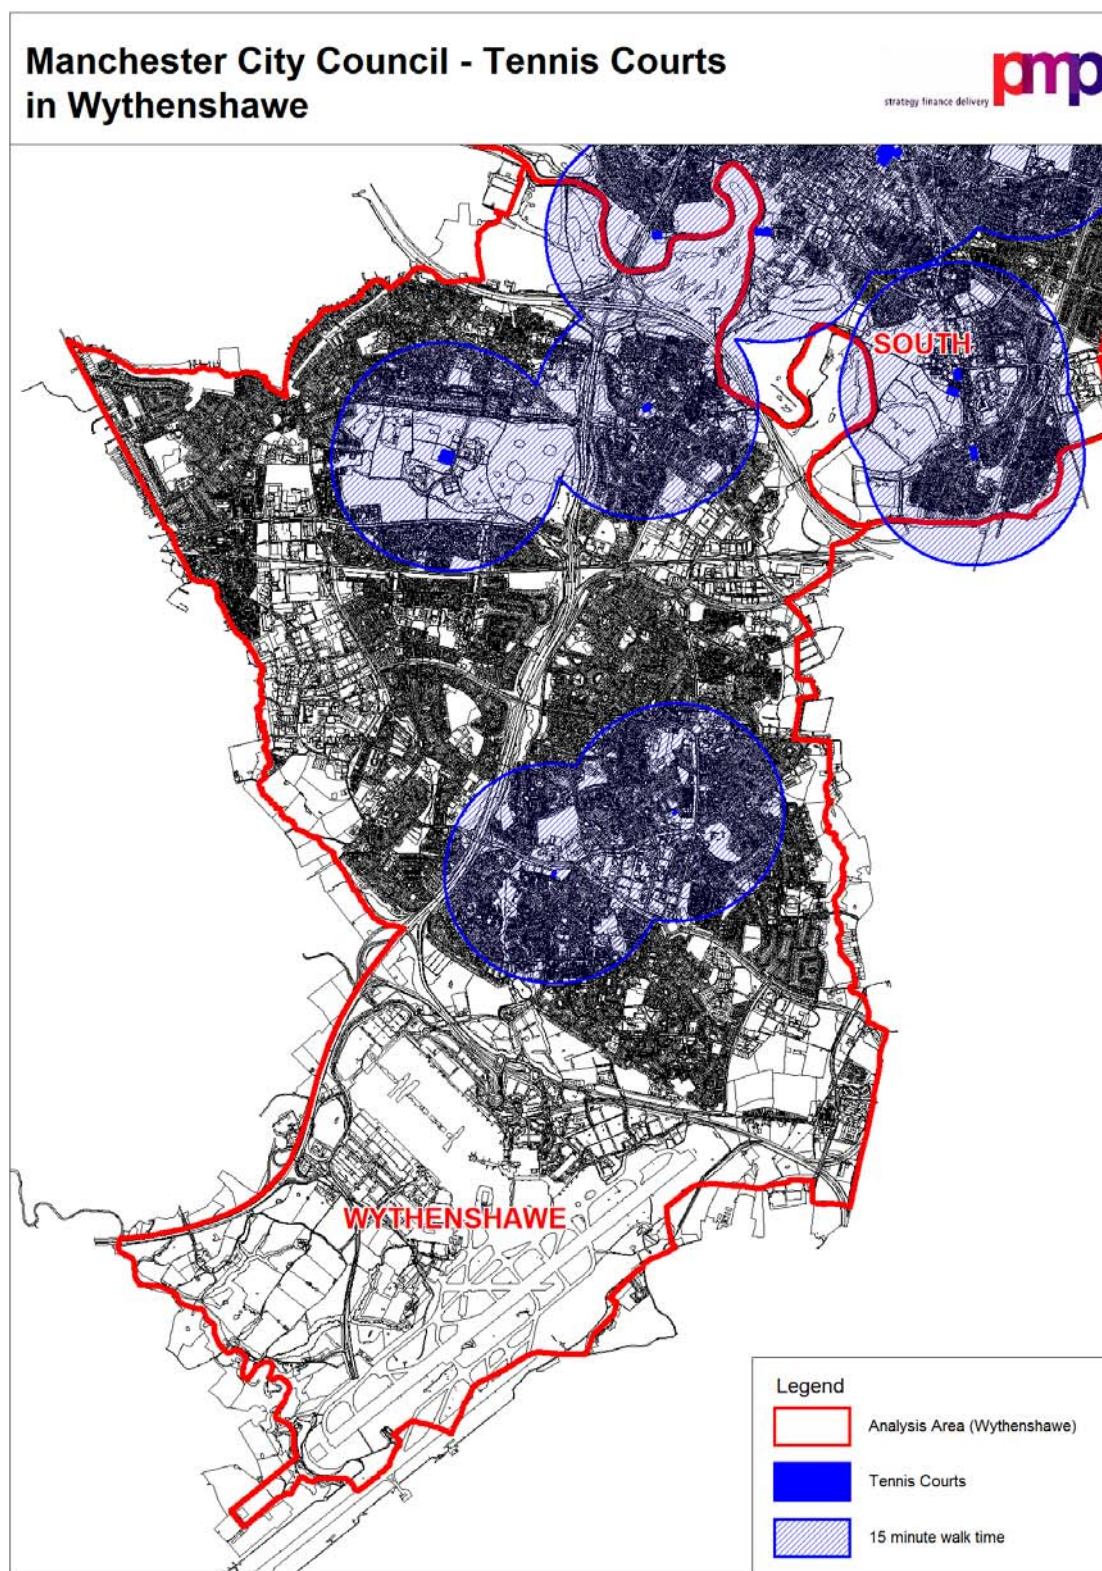 Manchester City Council - Tennis Courts
in Wythenshawe
strategy finance delivery pmp
SOUTH
WYTHENSHAWE
Legend
Analysis Area (Wythenshawe)
Tennis Courts
15 minute walk time